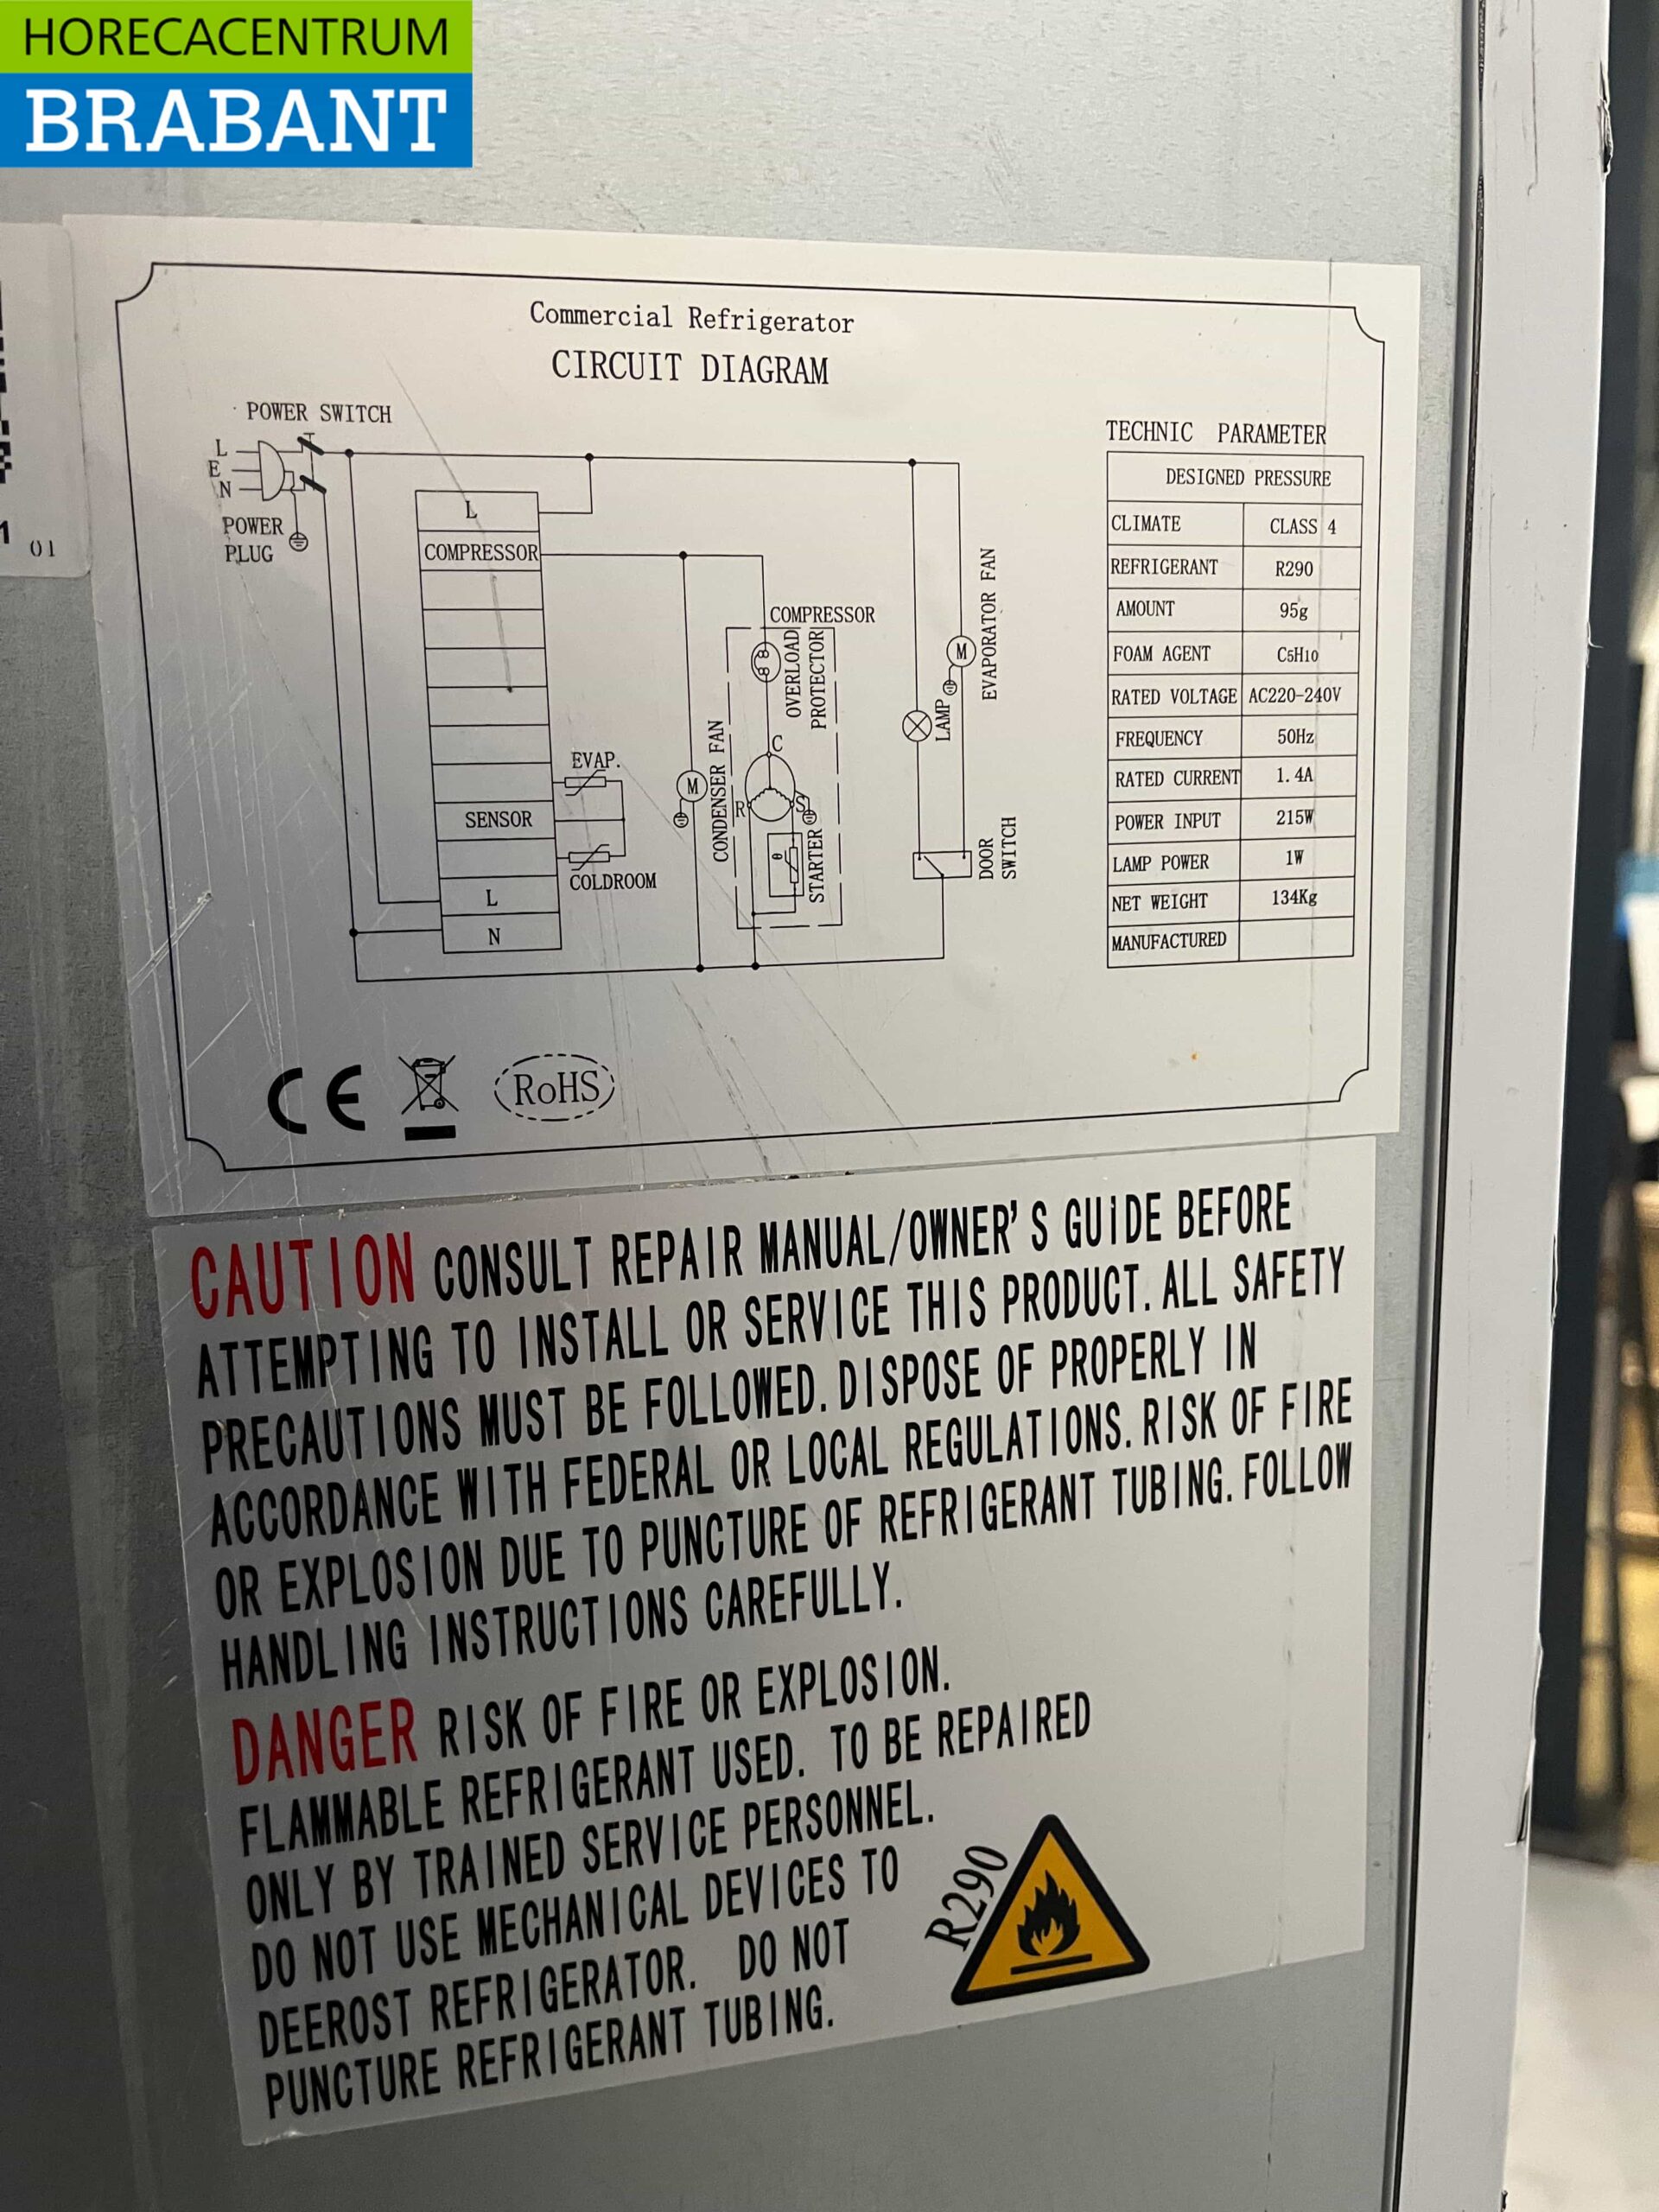 HORECACENTRUM
BRABANT
01
Commercial Refrigerator
CIRCUIT DIAGRAM
POWER SWITCH
L
E
N
POWER
PLUG
L
COMPRESSOR
SENSOR
L
N
EVAP.
COLDROOM
M
CONDENSER FAN
COMPRESSOR
OVERLOAD
PROTECTOR
C
R
S
θ
STARTER
LAMP
M
EVAPORATOR FAN
DOOR
SWITCH
TECHNIC PARAMETER
DESIGNED PRESSURE
CLIMATE CLASS 4
REFRIGERANT R290
AMOUNT 95g
FOAM AGENT C5H10
RATED VOLTAGE AC220-240V
FREQUENCY 50Hz
RATED CURRENT 1.4A
POWER INPUT 215W
LAMP POWER 1W
NET WEIGHT 134Kg
MANUFACTURED
CE
RoHS
CAUTION CONSULT REPAIR MANUAL/OWNER'S GUIDE BEFORE
ATTEMPTING TO INSTALL OR SERVICE THIS PRODUCT. ALL SAFETY
PRECAUTIONS MUST BE FOLLOWED. DISPOSE OF PROPERLY IN
ACCORDANCE WITH FEDERAL OR LOCAL REGULATIONS. RISK OF FIRE
OR EXPLOSION DUE TO PUNCTURE OF REFRIGERANT TUBING. FOLLOW
HANDLING INSTRUCTIONS CAREFULLY.
DANGER RISK OF FIRE OR EXPLOSION.
FLAMMABLE REFRIGERANT USED. TO BE REPAIRED
ONLY BY TRAINED SERVICE PERSONNEL.
DO NOT USE MECHANICAL DEVICES TO
DEEROST REFRIGERATOR. DO NOT
PUNCTURE REFRIGERANT TUBING.
R290